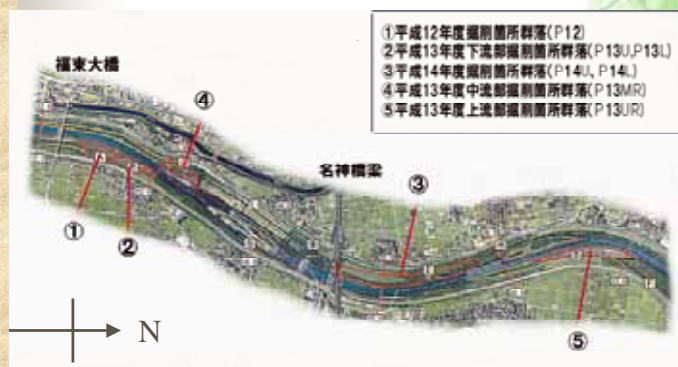 ①平成12年度掘削箇所群落(P12)
②平成13年度下流部掘削箇所群落(P13U,P13L)
③平成14年度掘削箇所群落(P14U、P14L)
④平成13年度中流部掘削箇所群落(P13MR)
⑤平成13年度上流部掘削箇所群落(P13UR)
福東大橋
④
名神橋梁
③
①
②
N
⑤